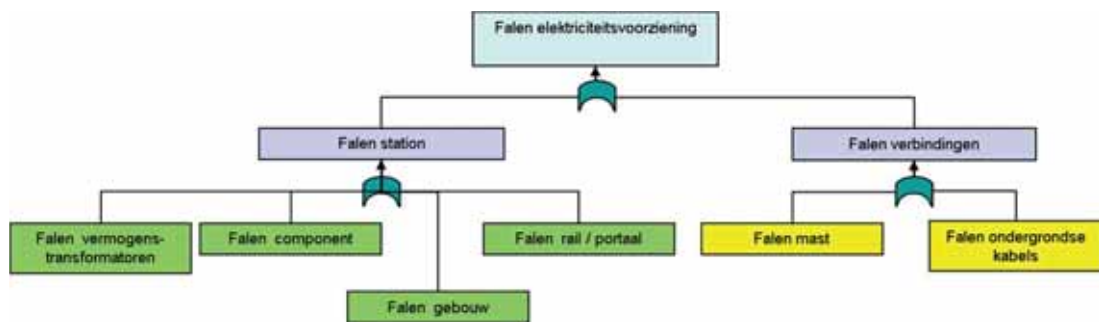 Falen elektriciteitsvoorziening
Falen station
Falen verbindingen
Falen vermogens-
transformatoren
Falen component
Falen rail / portaal
Falen mast
Falen ondergrondse
kabels
Falen gebouw